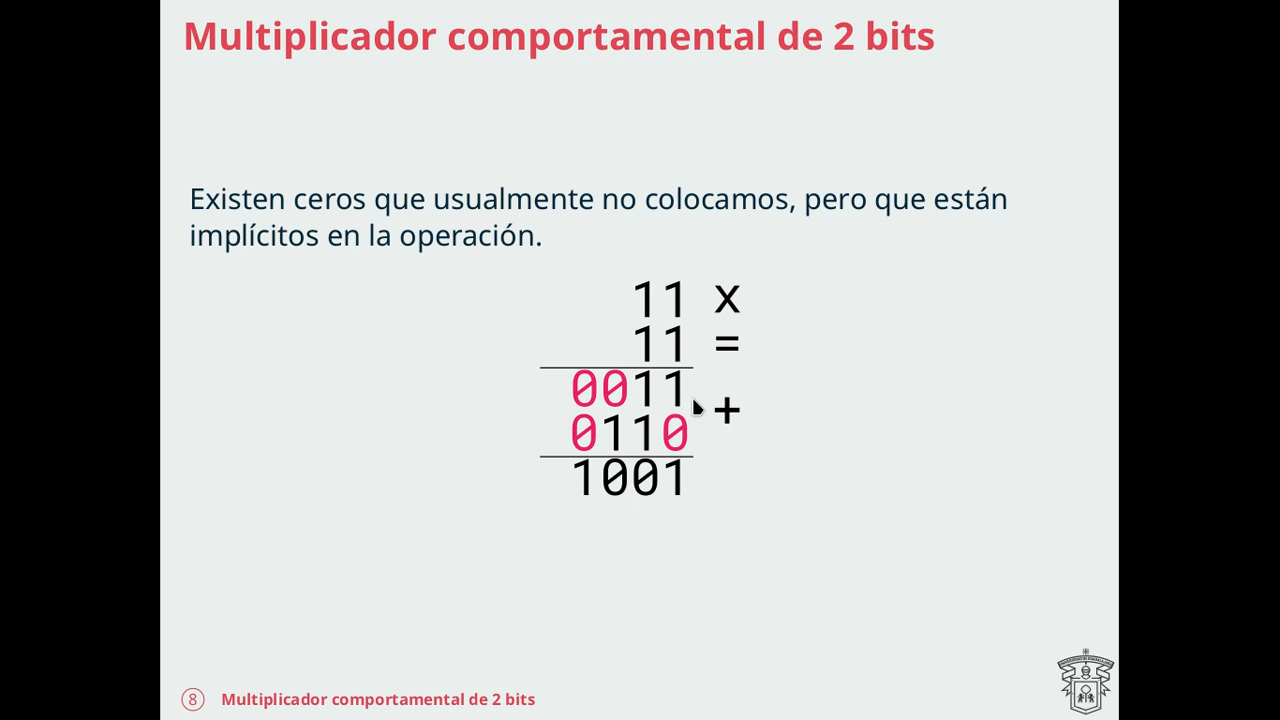 Multiplicador comportamental de 2 bits
Existen ceros que usualmente no colocamos, pero que están
implícitos en la operación.
11 x
11 =
0011
+
0110
1001
8 Multiplicador comportamental de 2 bits